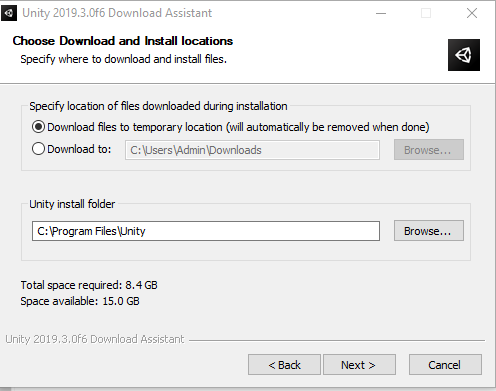 Unity 2019.3.0f6 Download Assistant
Choose Download and Install locations
Specify where to download and install files.
Specify location of files downloaded during installation
Download files to temporary location (will automatically be removed when done)
Download to: C:\Users\Admin\Downloads Browse...
Unity install folder
C:\Program Files\Unity Browse...
Total space required: 8.4 GB
Space available: 15.0 GB
Unity 2019.3.0f6 Download Assistant
< Back Next > Cancel